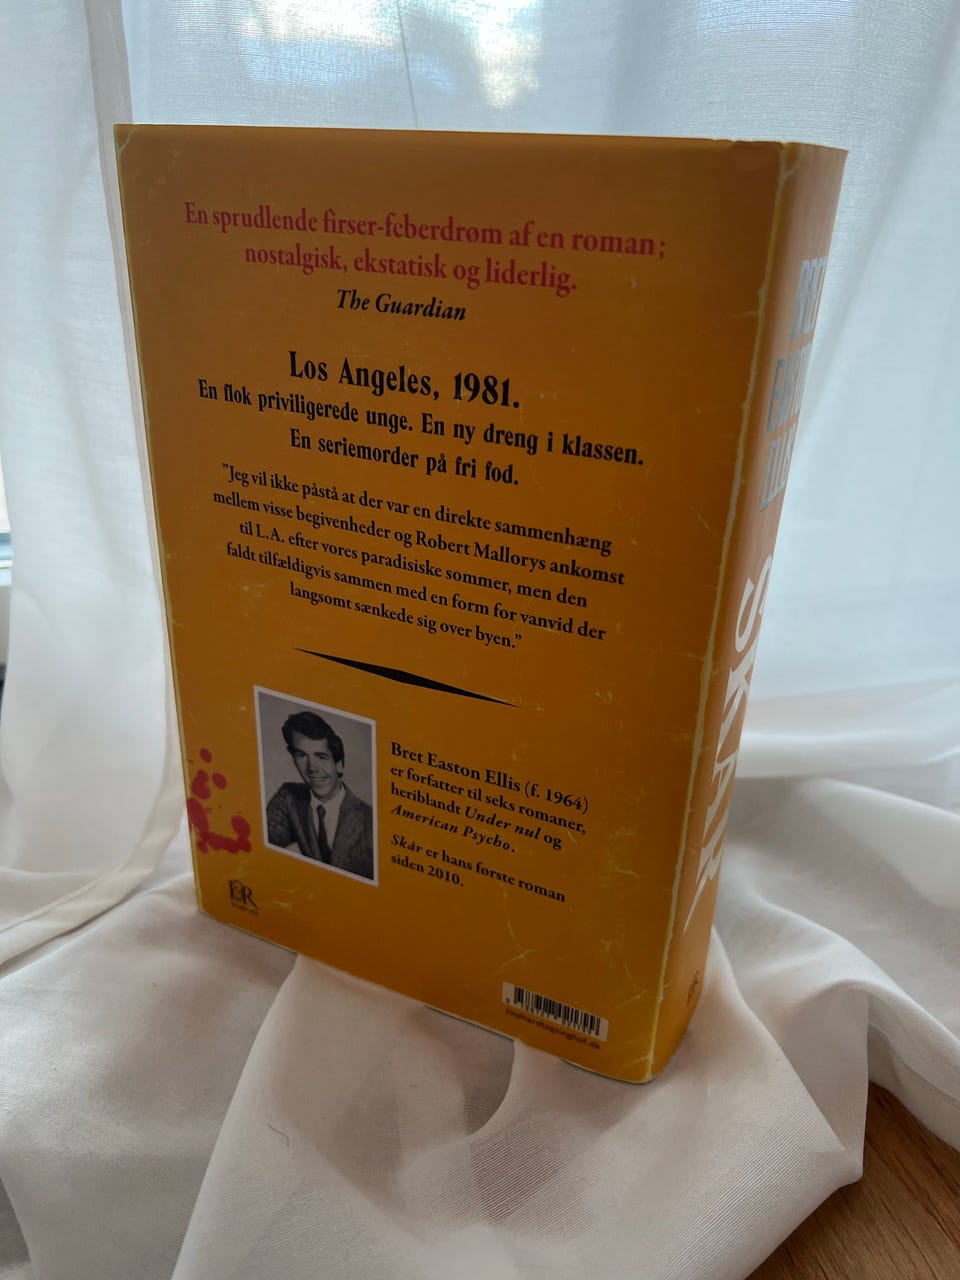 En sprudlende firser-feberdrøm af en roman;
nostalgisk, ekstatisk og liderlig.
The Guardian
Los Angeles, 1981.
En flok priviligerede unge. En ny dreng i klassen.
En seriemorder på fri fod.
”Jeg vil ikke påstå at der var en direkte sammenhæng
mellem visse begivenheder og Robert Mallorys ankomst
til L.A. efter vores paradisiske sommer, men den
faldt tilfældigvis sammen med en form for vanvid der
langsomt sænkede sig over byen.”
Bret Easton Ellis (f. 1964)
er forfatter til seks romaner,
heriblandt Under nul og
American Psycho.
Skår er hans første roman
siden 2010.
lindhardtogringhof.dk
SKÅR